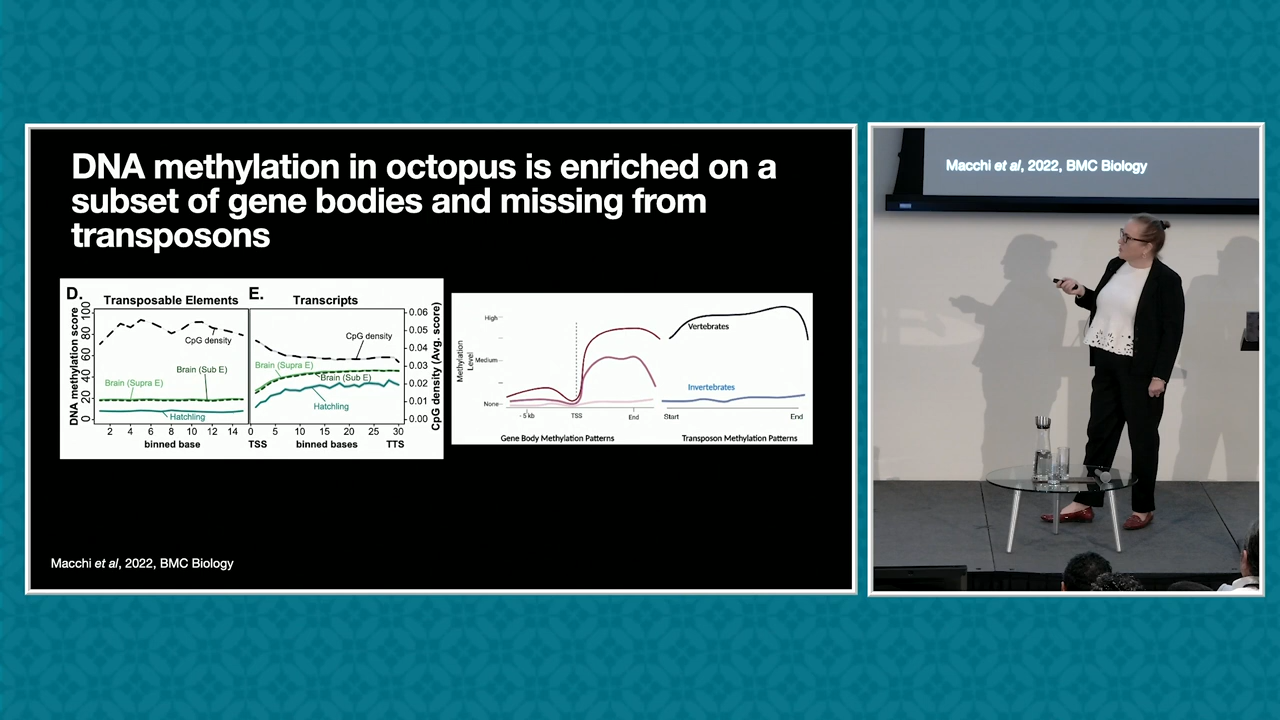 DNA methylation in octopus is enriched on a
subset of gene bodies and missing from
transposons
D.
Transposable Elements
E.
Transcripts
DNA methylation score
0 20 40 60 80 100
CpG density
Brain (Sub E)
Brain (Supra E)
Hatchling
2 4 6 8 10 12 14
binned base
CpG density
Brain (Supra E)
Brain (Sub E)
Hatchling
0 5 10 15 20 25 30
TSS binned bases TTS
0.06
0.05
0.04
0.03
0.02
0.01
0.00
CpG density (Avg. score)
Methylation
Level
High
Medium
None
- 5 kb TSS End
Gene Body Methylation Patterns
Vertebrates
Invertebrates
Start End
Transposon Methylation Patterns
Macchi et al, 2022, BMC Biology
Macchi et al, 2022, BMC Biology